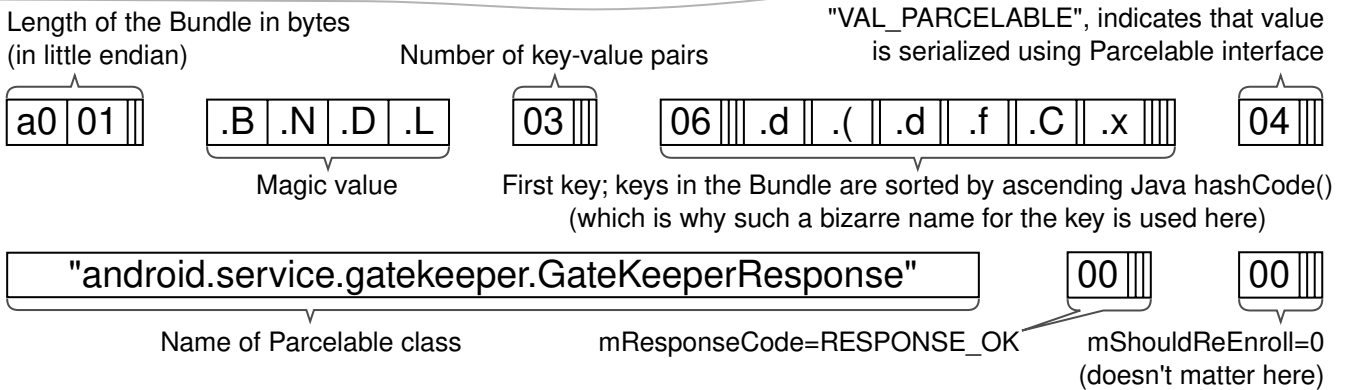 Length of the Bundle in bytes
(in little endian)
Number of key-value pairs
"VAL_PARCELABLE", indicates that value
is serialized using Parcelable interface
a0 01 .B .N .D .L 03 06 .d .( .d .f .C .x 04
Magic value
First key; keys in the Bundle are sorted by ascending Java hashCode()
(which is why such a bizarre name for the key is used here)
"android.service.gatekeeper.GateKeeperResponse" 00 00
Name of Parcelable class
mResponseCode=RESPONSE_OK
mShouldReEnroll=0
(doesn't matter here)